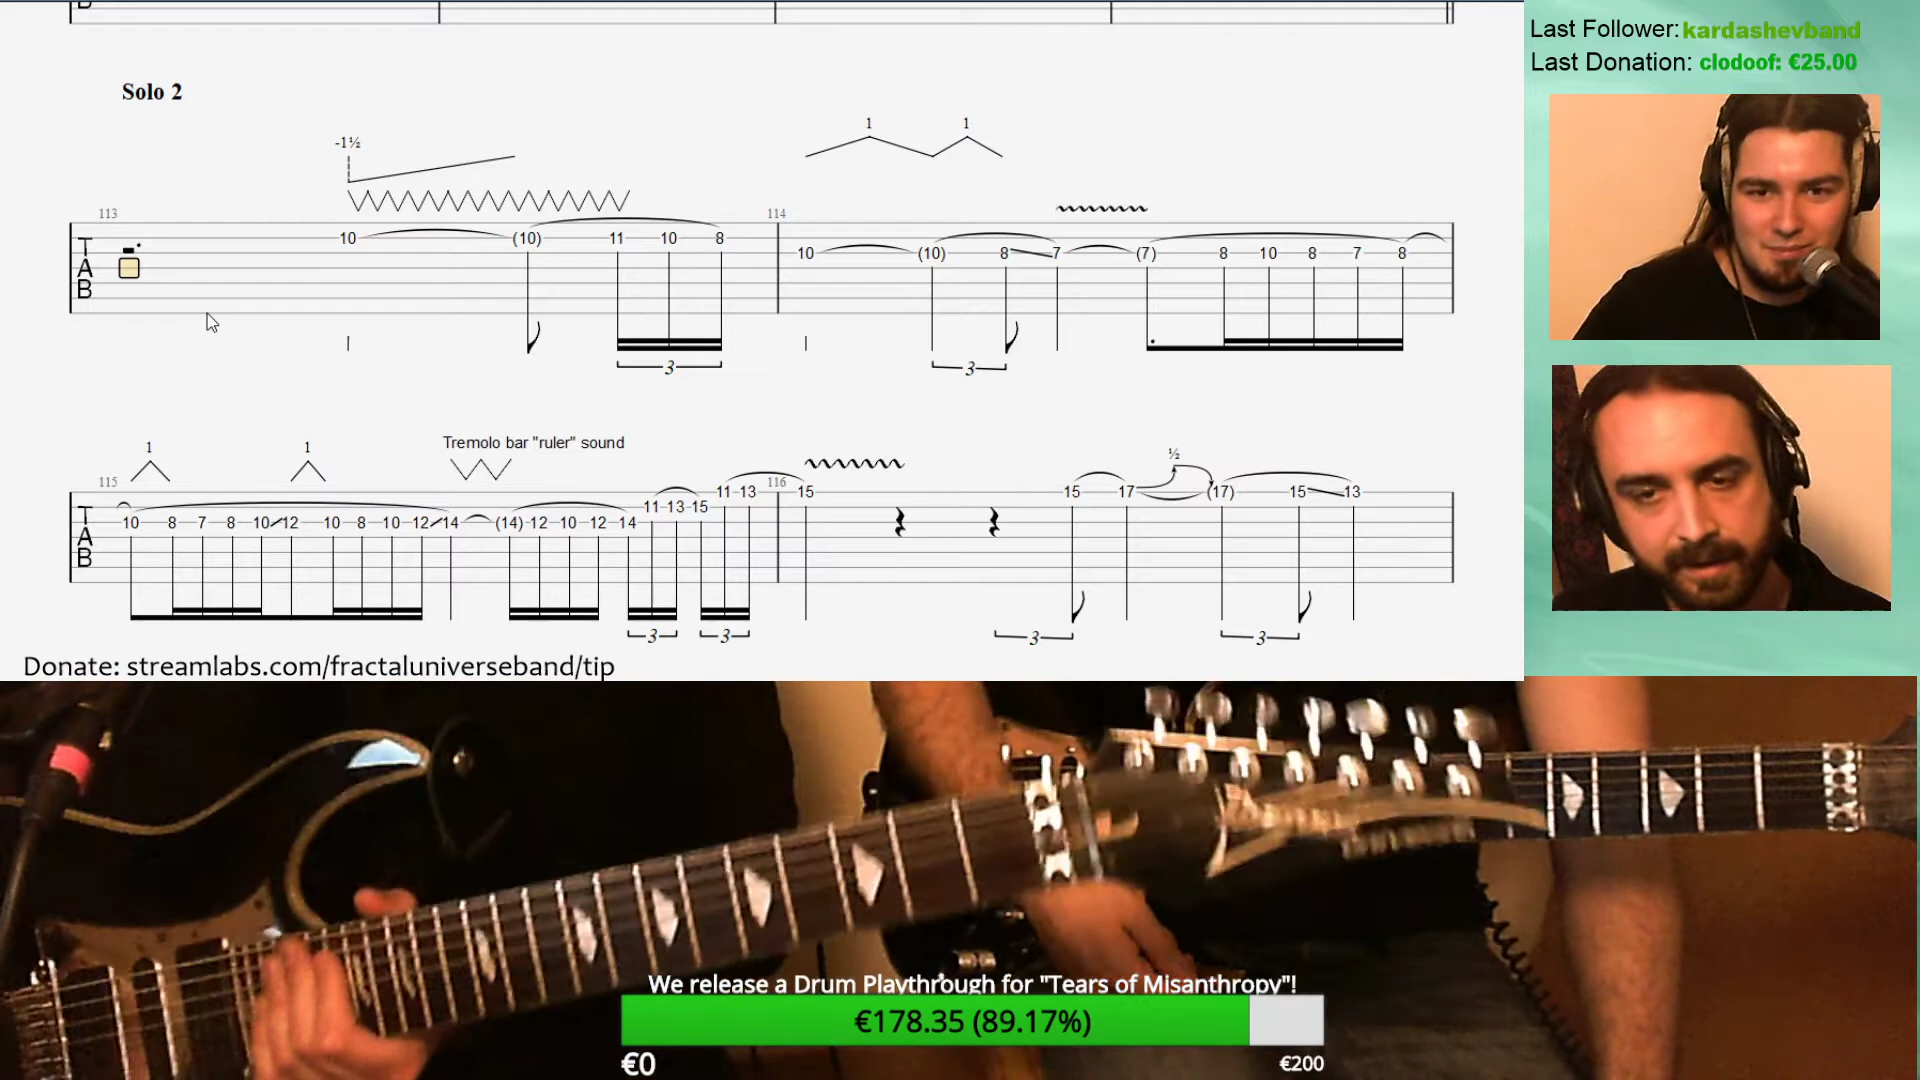 Last Follower: kardashevband
Last Donation: clodoof: €25.00
Solo 2
-1½ 1 1
113 114
10 (10) 11 10 8
10 (10) 8 7 (7) 8 10 8 7 8
T
A
B
3 3
1 1 Tremolo bar "ruler" sound ½
115 116
11 13 15 15 17 (17) 15 13
11 13 15
10 8 7 8 10 12 10 8 10 12 14 (14) 12 10 12 14
T
A
B
3 3 3 3
Donate: streamlabs.com/fractaluniverseband/tip
We release a Drum Playthrough for "Tears of Misanthropy"!
€178.35 (89.17%)
€0 €200